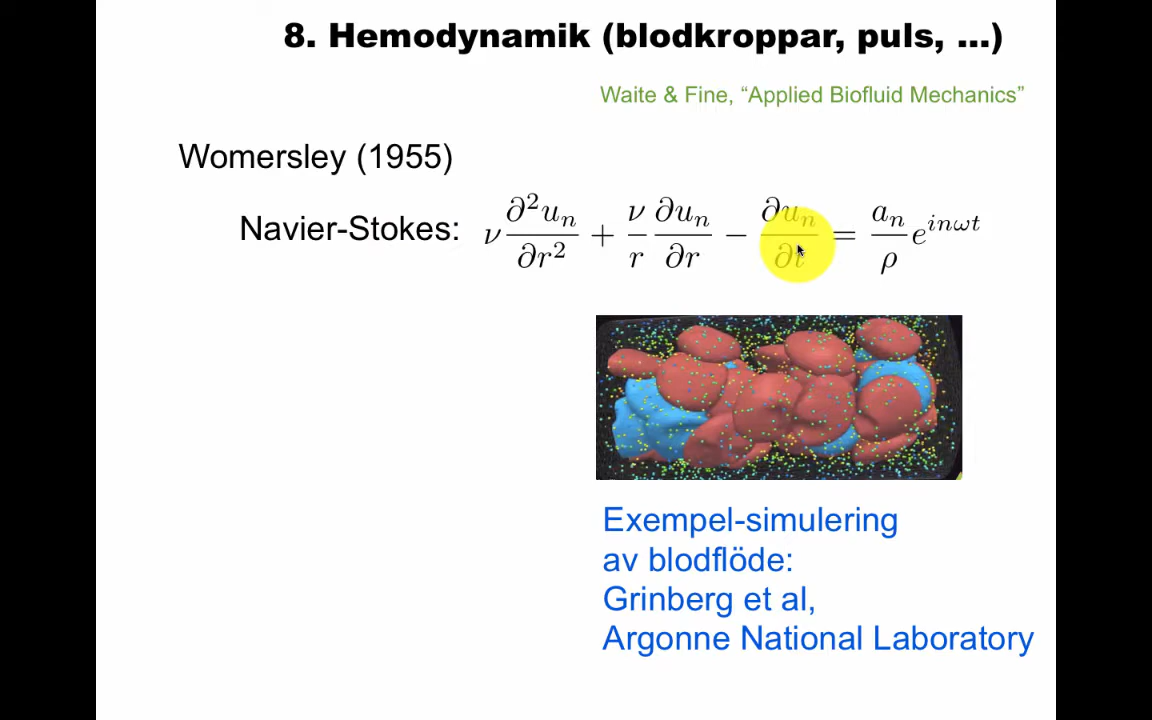 8. Hemodynamik (blodkroppar, puls, ...)
Waite & Fine, “Applied Biofluid Mechanics”
Womersley (1955)
Navier-Stokes: ν ∂²uₙ/∂r² + ν/r ∂uₙ/∂r − ∂uₙ/∂t = aₙ/ρ e^{inωt}
Exempel-simulering
av blodflöde:
Grinberg et al,
Argonne National Laboratory